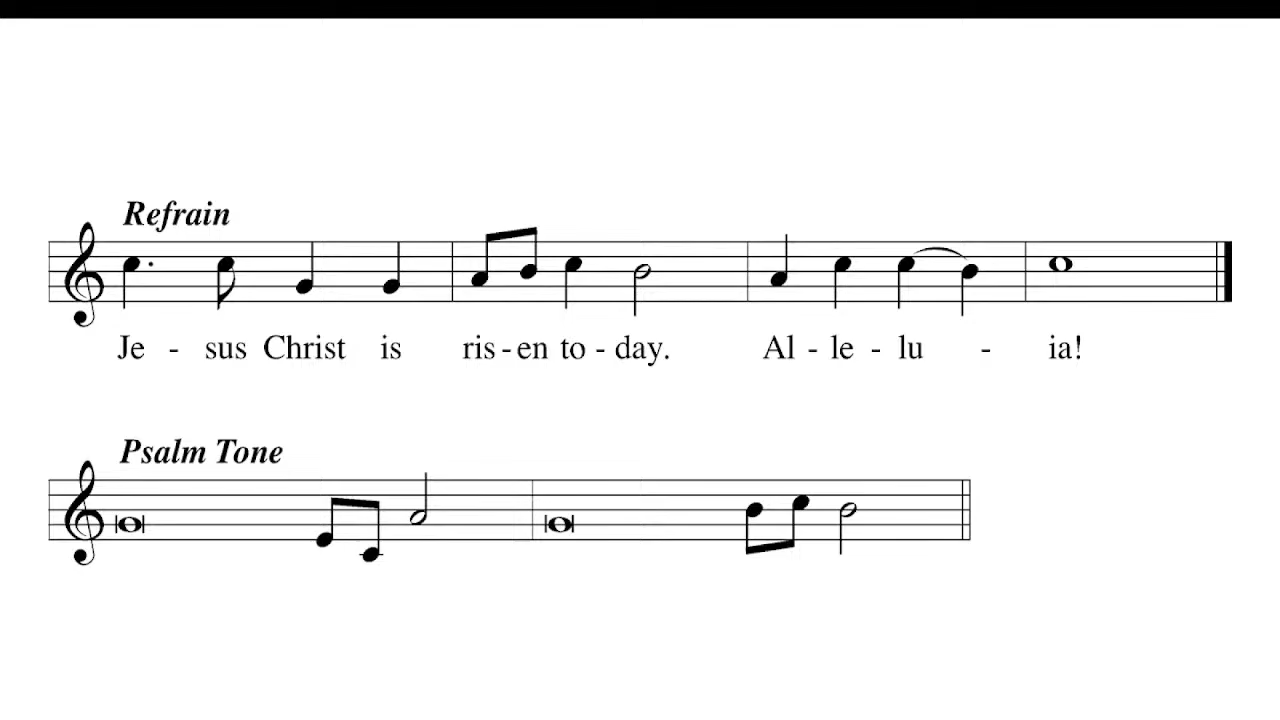 Refrain
Je - sus Christ is ris - en to - day. Al - le - lu - ia!
Psalm Tone